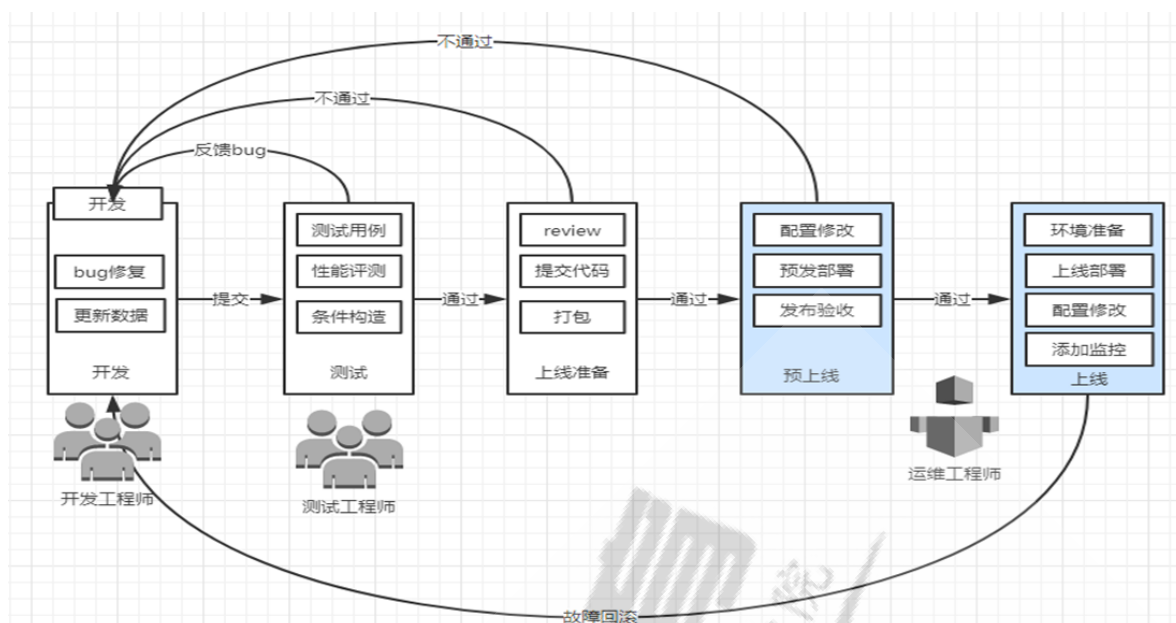 不通过
不通过
反馈bug
开发
bug修复
更新数据
开发
提交
测试用例
性能评测
条件构造
测试
通过
review
提交代码
打包
上线准备
通过
配置修改
预发部署
发布验收
预上线
通过
环境准备
上线部署
配置修改
添加监控
上线
开发工程师
测试工程师
运维工程师
故障回滚
院